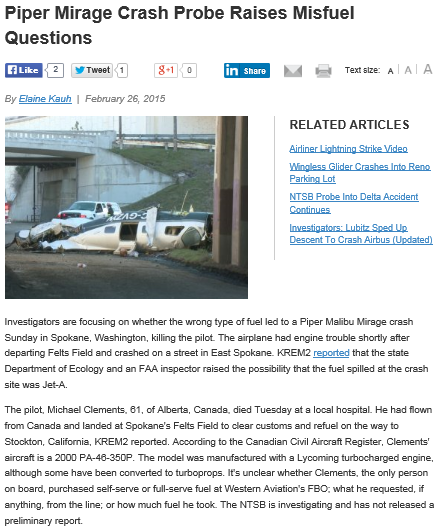 Piper Mirage Crash Probe Raises Misfuel
Questions
Like 2 Tweet 1 g+1 0 in Share Text size: A A A
By Elaine Kauh | February 26, 2015
RELATED ARTICLES
Airliner Lightning Strike Video
Wingless Glider Crashes Into Reno
Parking Lot
NTSB Probe Into Delta Accident
Continues
Investigators: Lubitz Sped Up
Descent To Crash Airbus (Updated)
Investigators are focusing on whether the wrong type of fuel led to a Piper Malibu Mirage crash
Sunday in Spokane, Washington, killing the pilot. The airplane had engine trouble shortly after
departing Felts Field and crashed on a street in East Spokane. KREM2 reported that the state
Department of Ecology and an FAA inspector raised the possibility that the fuel spilled at the crash
site was Jet-A.
The pilot, Michael Clements, 61, of Alberta, Canada, died Tuesday at a local hospital. He had flown
from Canada and landed at Spokane's Felts Field to clear customs and refuel on the way to
Stockton, California, KREM2 reported. According to the Canadian Civil Aircraft Register, Clements'
aircraft is a 2000 PA-46-350P. The model was manufactured with a Lycoming turbocharged engine,
although some have been converted to turboprops. It's unclear whether Clements, the only person
on board, purchased self-serve or full-serve fuel at Western Aviation's FBO; what he requested, if
anything, from the line; or how much fuel he took. The NTSB is investigating and has not released a
preliminary report.